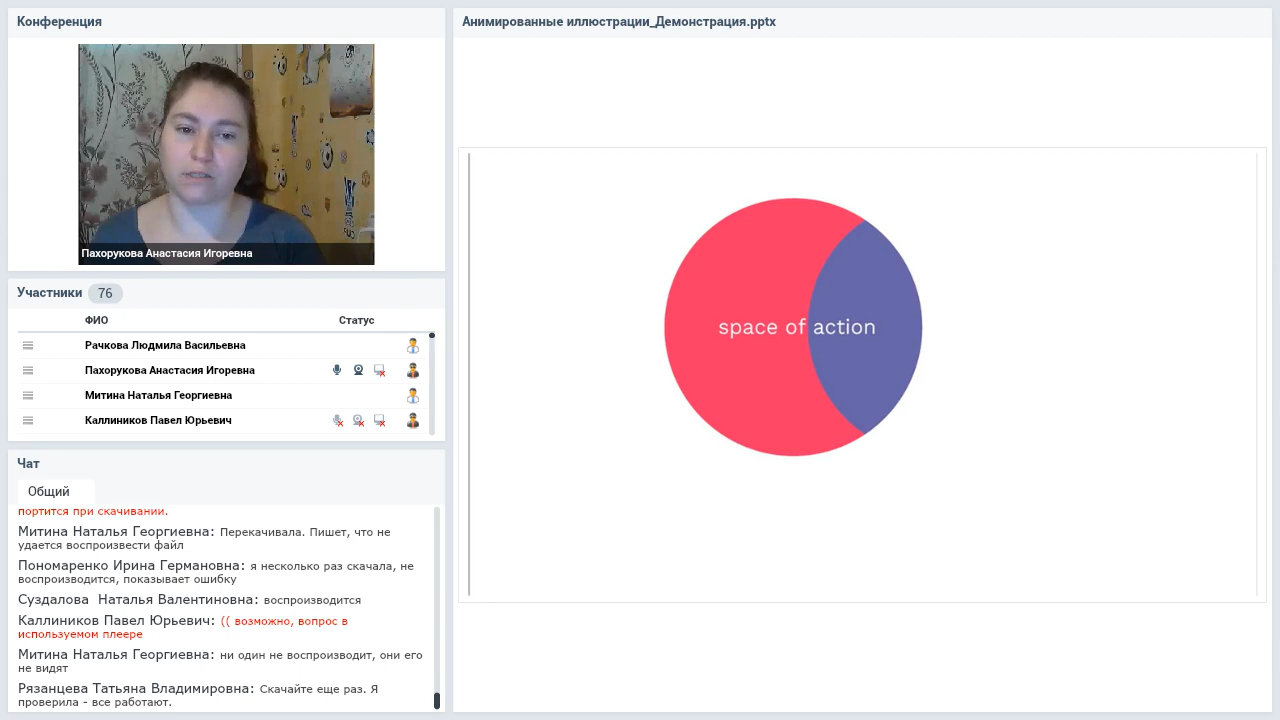 Конференция
Пахорукова Анастасия Игоревна
Участники 76
ФИО Статус
Рачкова Людмила Васильевна
Пахорукова Анастасия Игоревна
Митина Наталья Георгиевна
Каллиников Павел Юрьевич
Чат
Общий
портится при скачивании.
Митина Наталья Георгиевна: Перекачивала. Пишет, что не
удается воспроизвести файл
Пономаренко Ирина Германовна: я несколько раз скачала, не
воспроизводится, показывает ошибку
Суздалова Наталья Валентиновна: воспроизводится
Каллиников Павел Юрьевич: (( возможно, вопрос в
используемом плеере
Митина Наталья Георгиевна: ни один не воспроизводит, они его
не видят
Рязанцева Татьяна Владимировна: Скачайте еще раз. Я
проверила - все работают.
Анимированные иллюстрации_Демонстрация.pptx
space of action